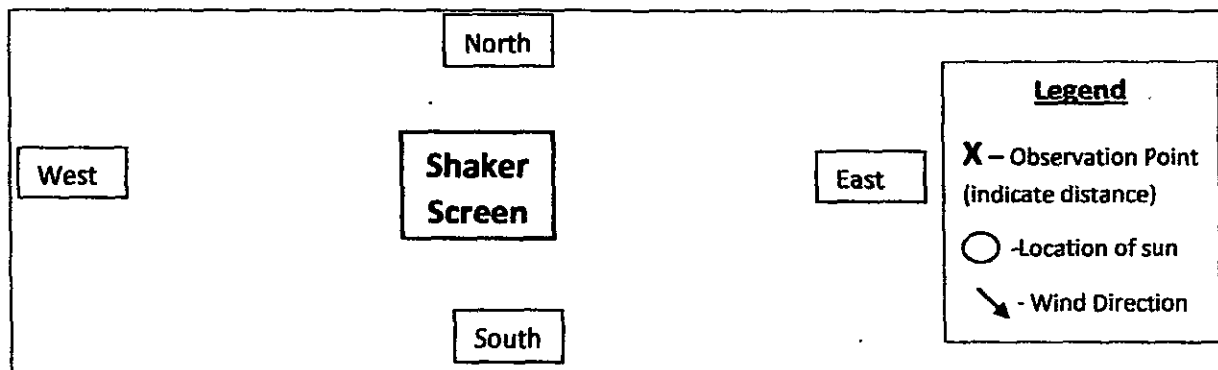 North
West
Shaker
Screen
East
South
Legend
X – Observation Point
(indicate distance)
-Location of sun
- Wind Direction